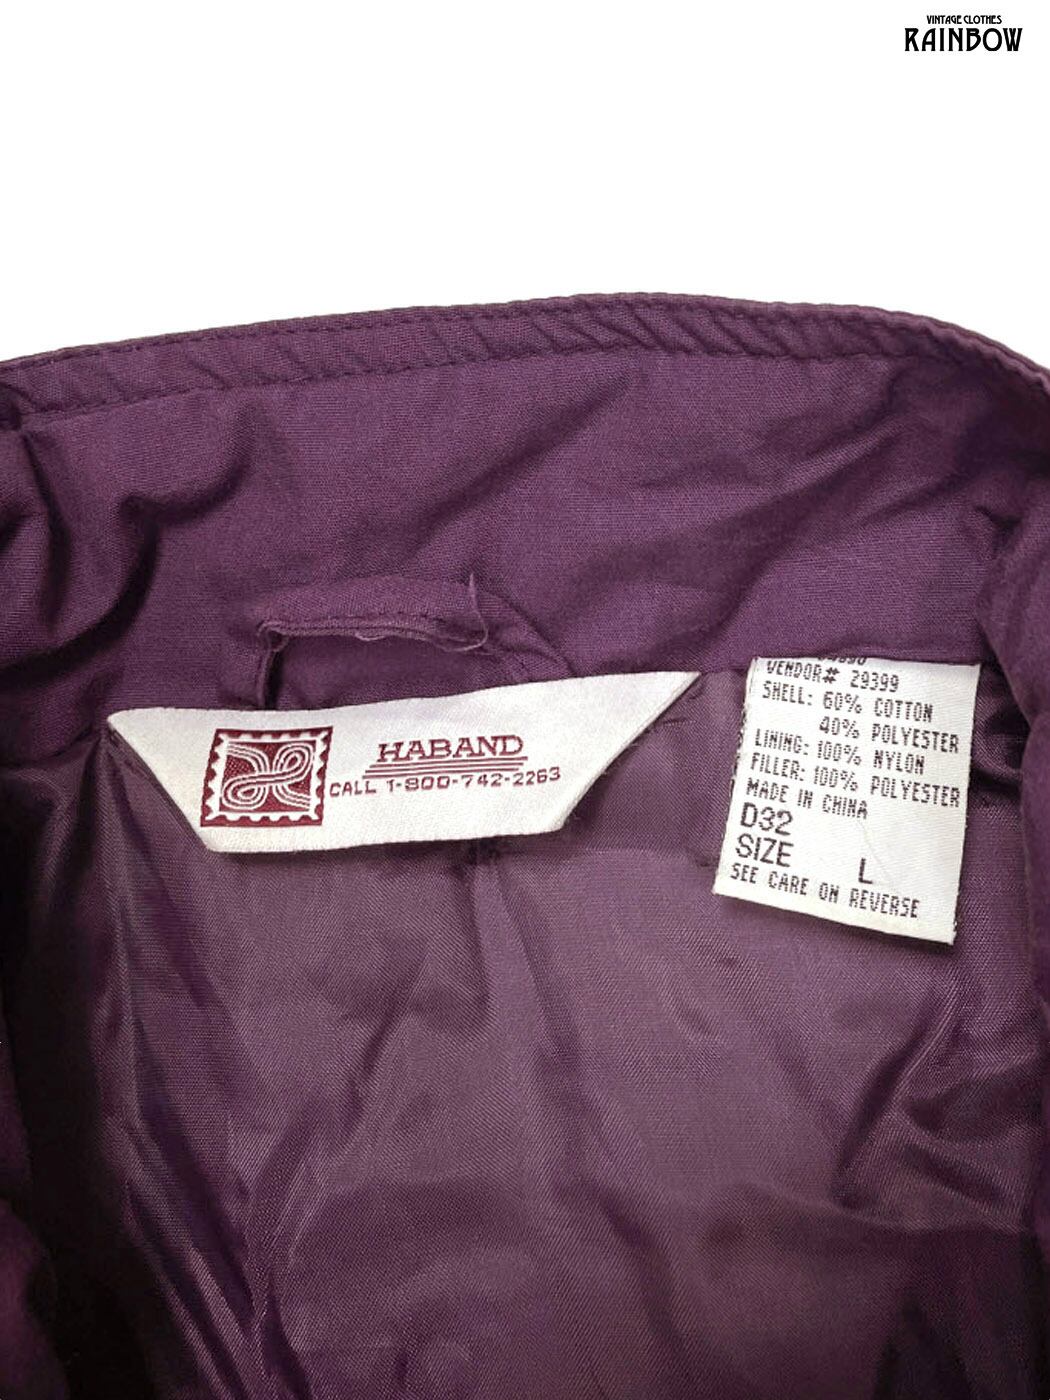 VINTAGE CLOTHES
RAINBOW
HABAND
CALL 1-800-742-2263
VENDOR# 29399
SHELL: 60% COTTON
40% POLYESTER
LINING: 100% NYLON
FILLER: 100% POLYESTER
MADE IN CHINA
D32
SIZE L
SEE CARE ON REVERSE